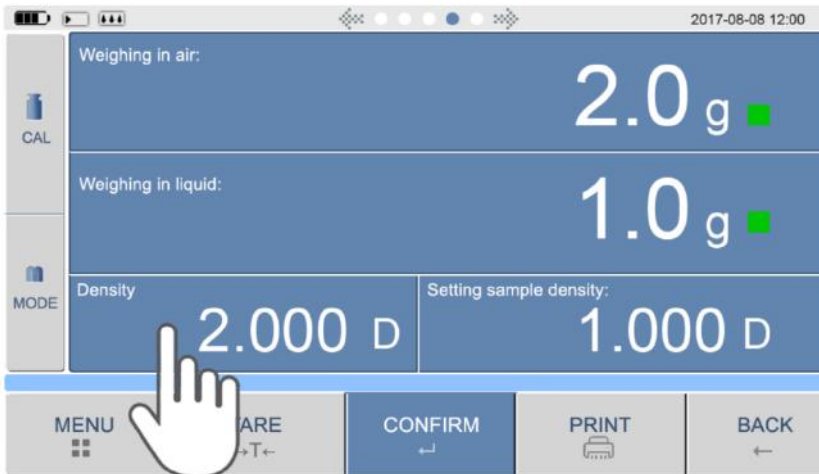 2017-08-08 12:00
Weighing in air:
2.0 g
CAL
Weighing in liquid:
1.0 g
MODE
Density
2.000 D
Setting sample density:
1.000 D
MENU
ARE
→T←
CONFIRM
PRINT
BACK